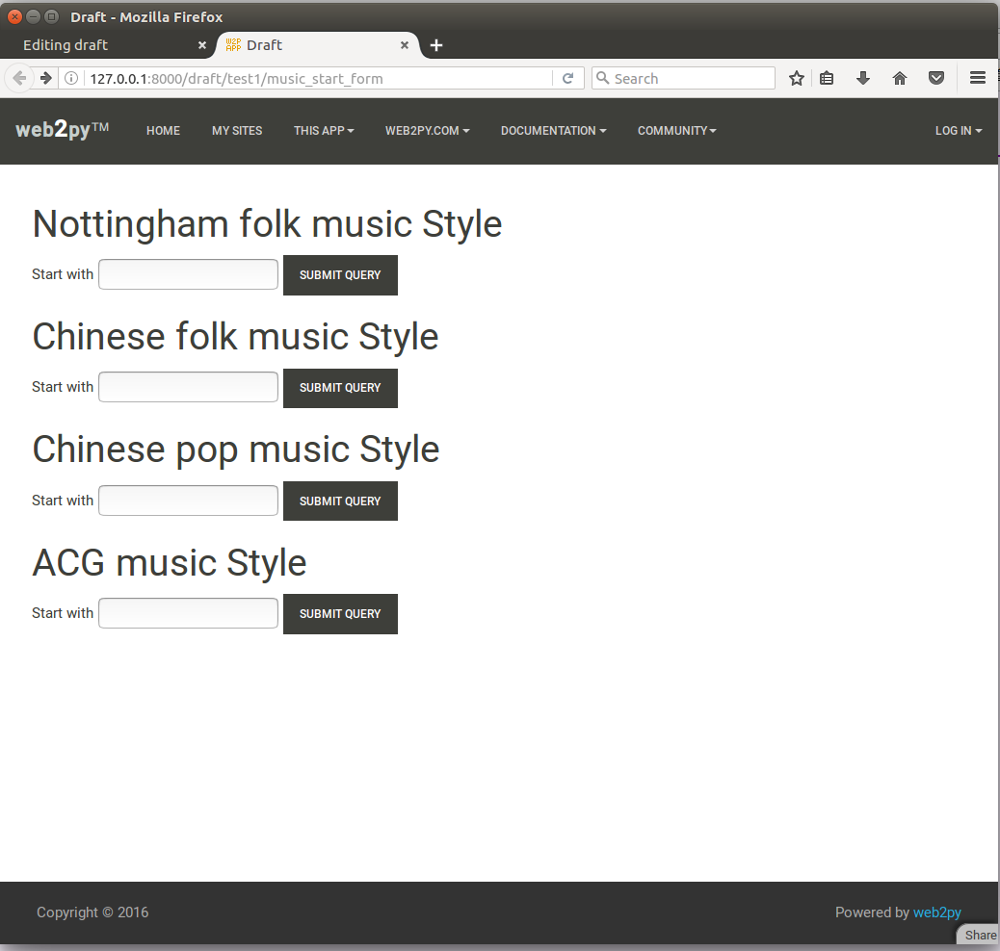 Draft - Mozilla Firefox
Editing draft
W2P APP Draft
127.0.0.1:8000/draft/test1/music_start_form
Search
web2py™ HOME MY SITES THIS APP WEB2PY.COM DOCUMENTATION COMMUNITY LOG IN
Nottingham folk music Style
Start with SUBMIT QUERY
Chinese folk music Style
Start with SUBMIT QUERY
Chinese pop music Style
Start with SUBMIT QUERY
ACG music Style
Start with SUBMIT QUERY
Copyright © 2016 Powered by web2py
Share